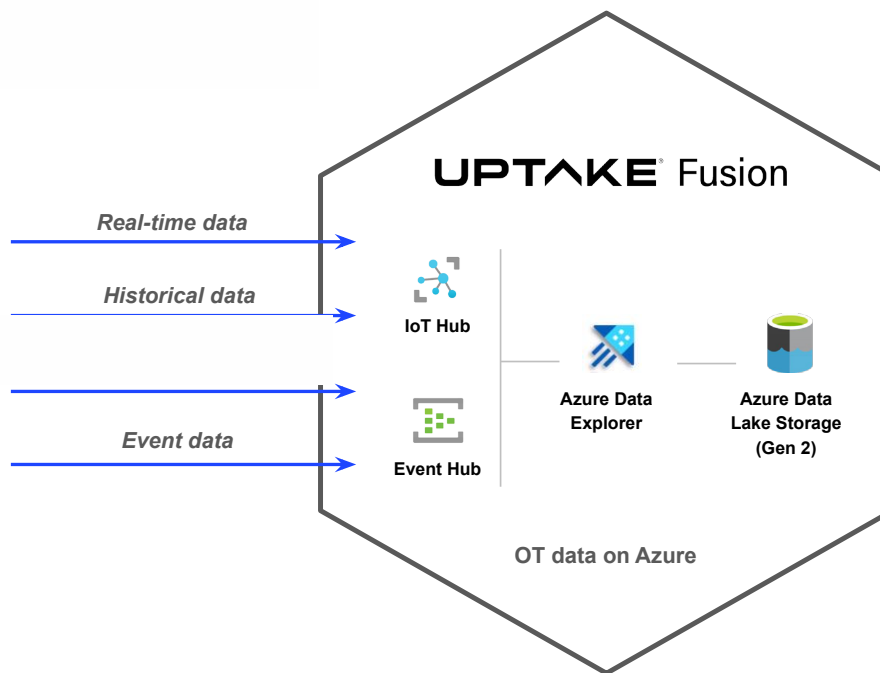 UPTAKE® Fusion
Real-time data
Historical data
IoT Hub
Azure Data
Explorer
Azure Data
Lake Storage
(Gen 2)
Event data
Event Hub
OT data on Azure